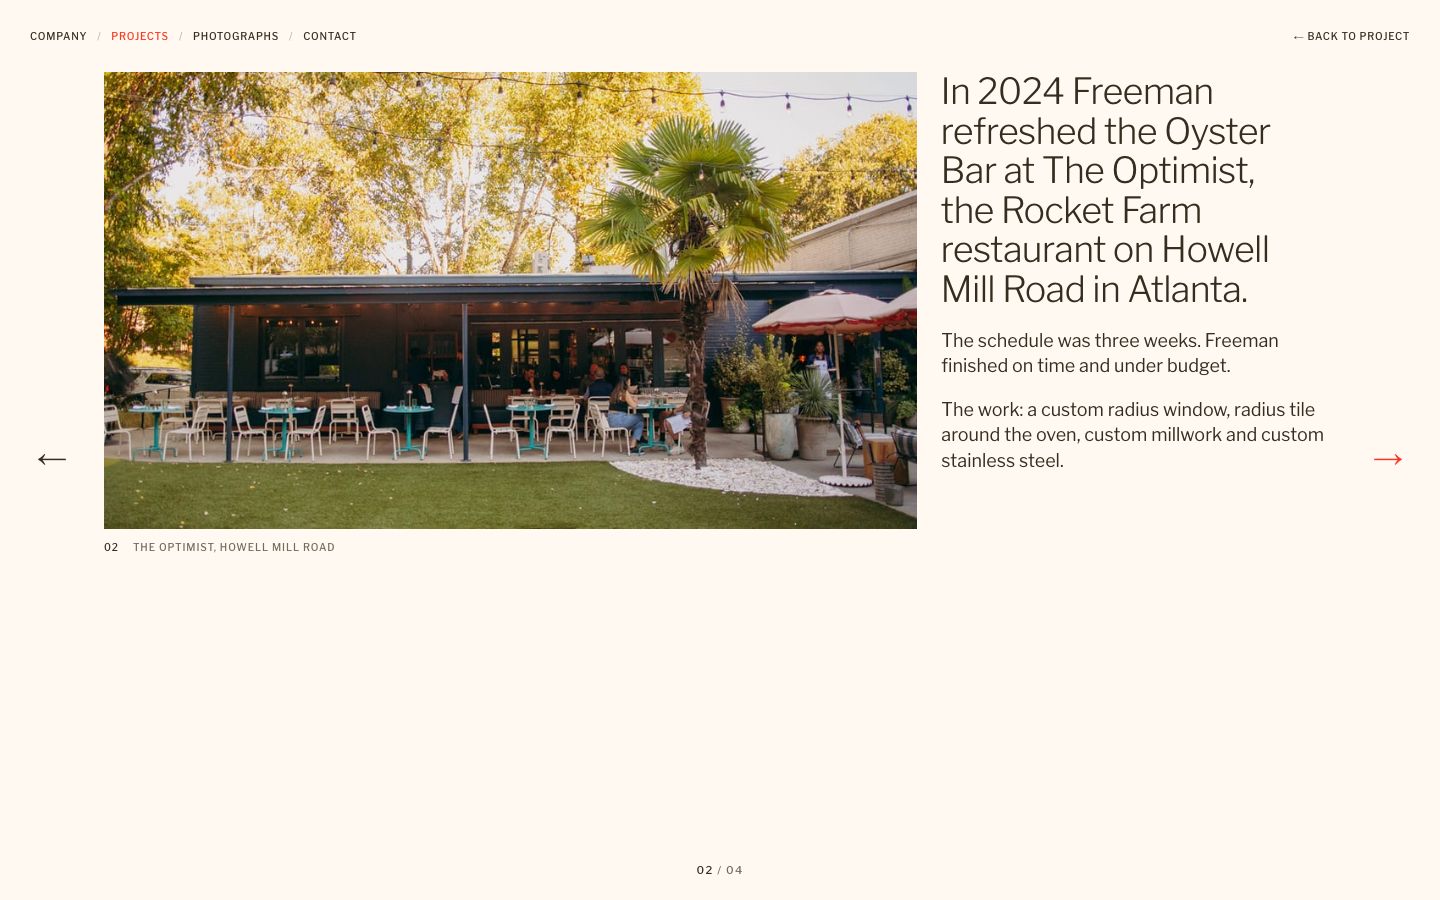 COMPANY / PROJECTS / PHOTOGRAPHS / CONTACT
← BACK TO PROJECT
In 2024 Freeman
refreshed the Oyster
Bar at The Optimist,
the Rocket Farm
restaurant on Howell
Mill Road in Atlanta.
The schedule was three weeks. Freeman
finished on time and under budget.
The work: a custom radius window, radius tile
around the oven, custom millwork and custom
stainless steel.
←
→
02 THE OPTIMIST, HOWELL MILL ROAD
02 / 04